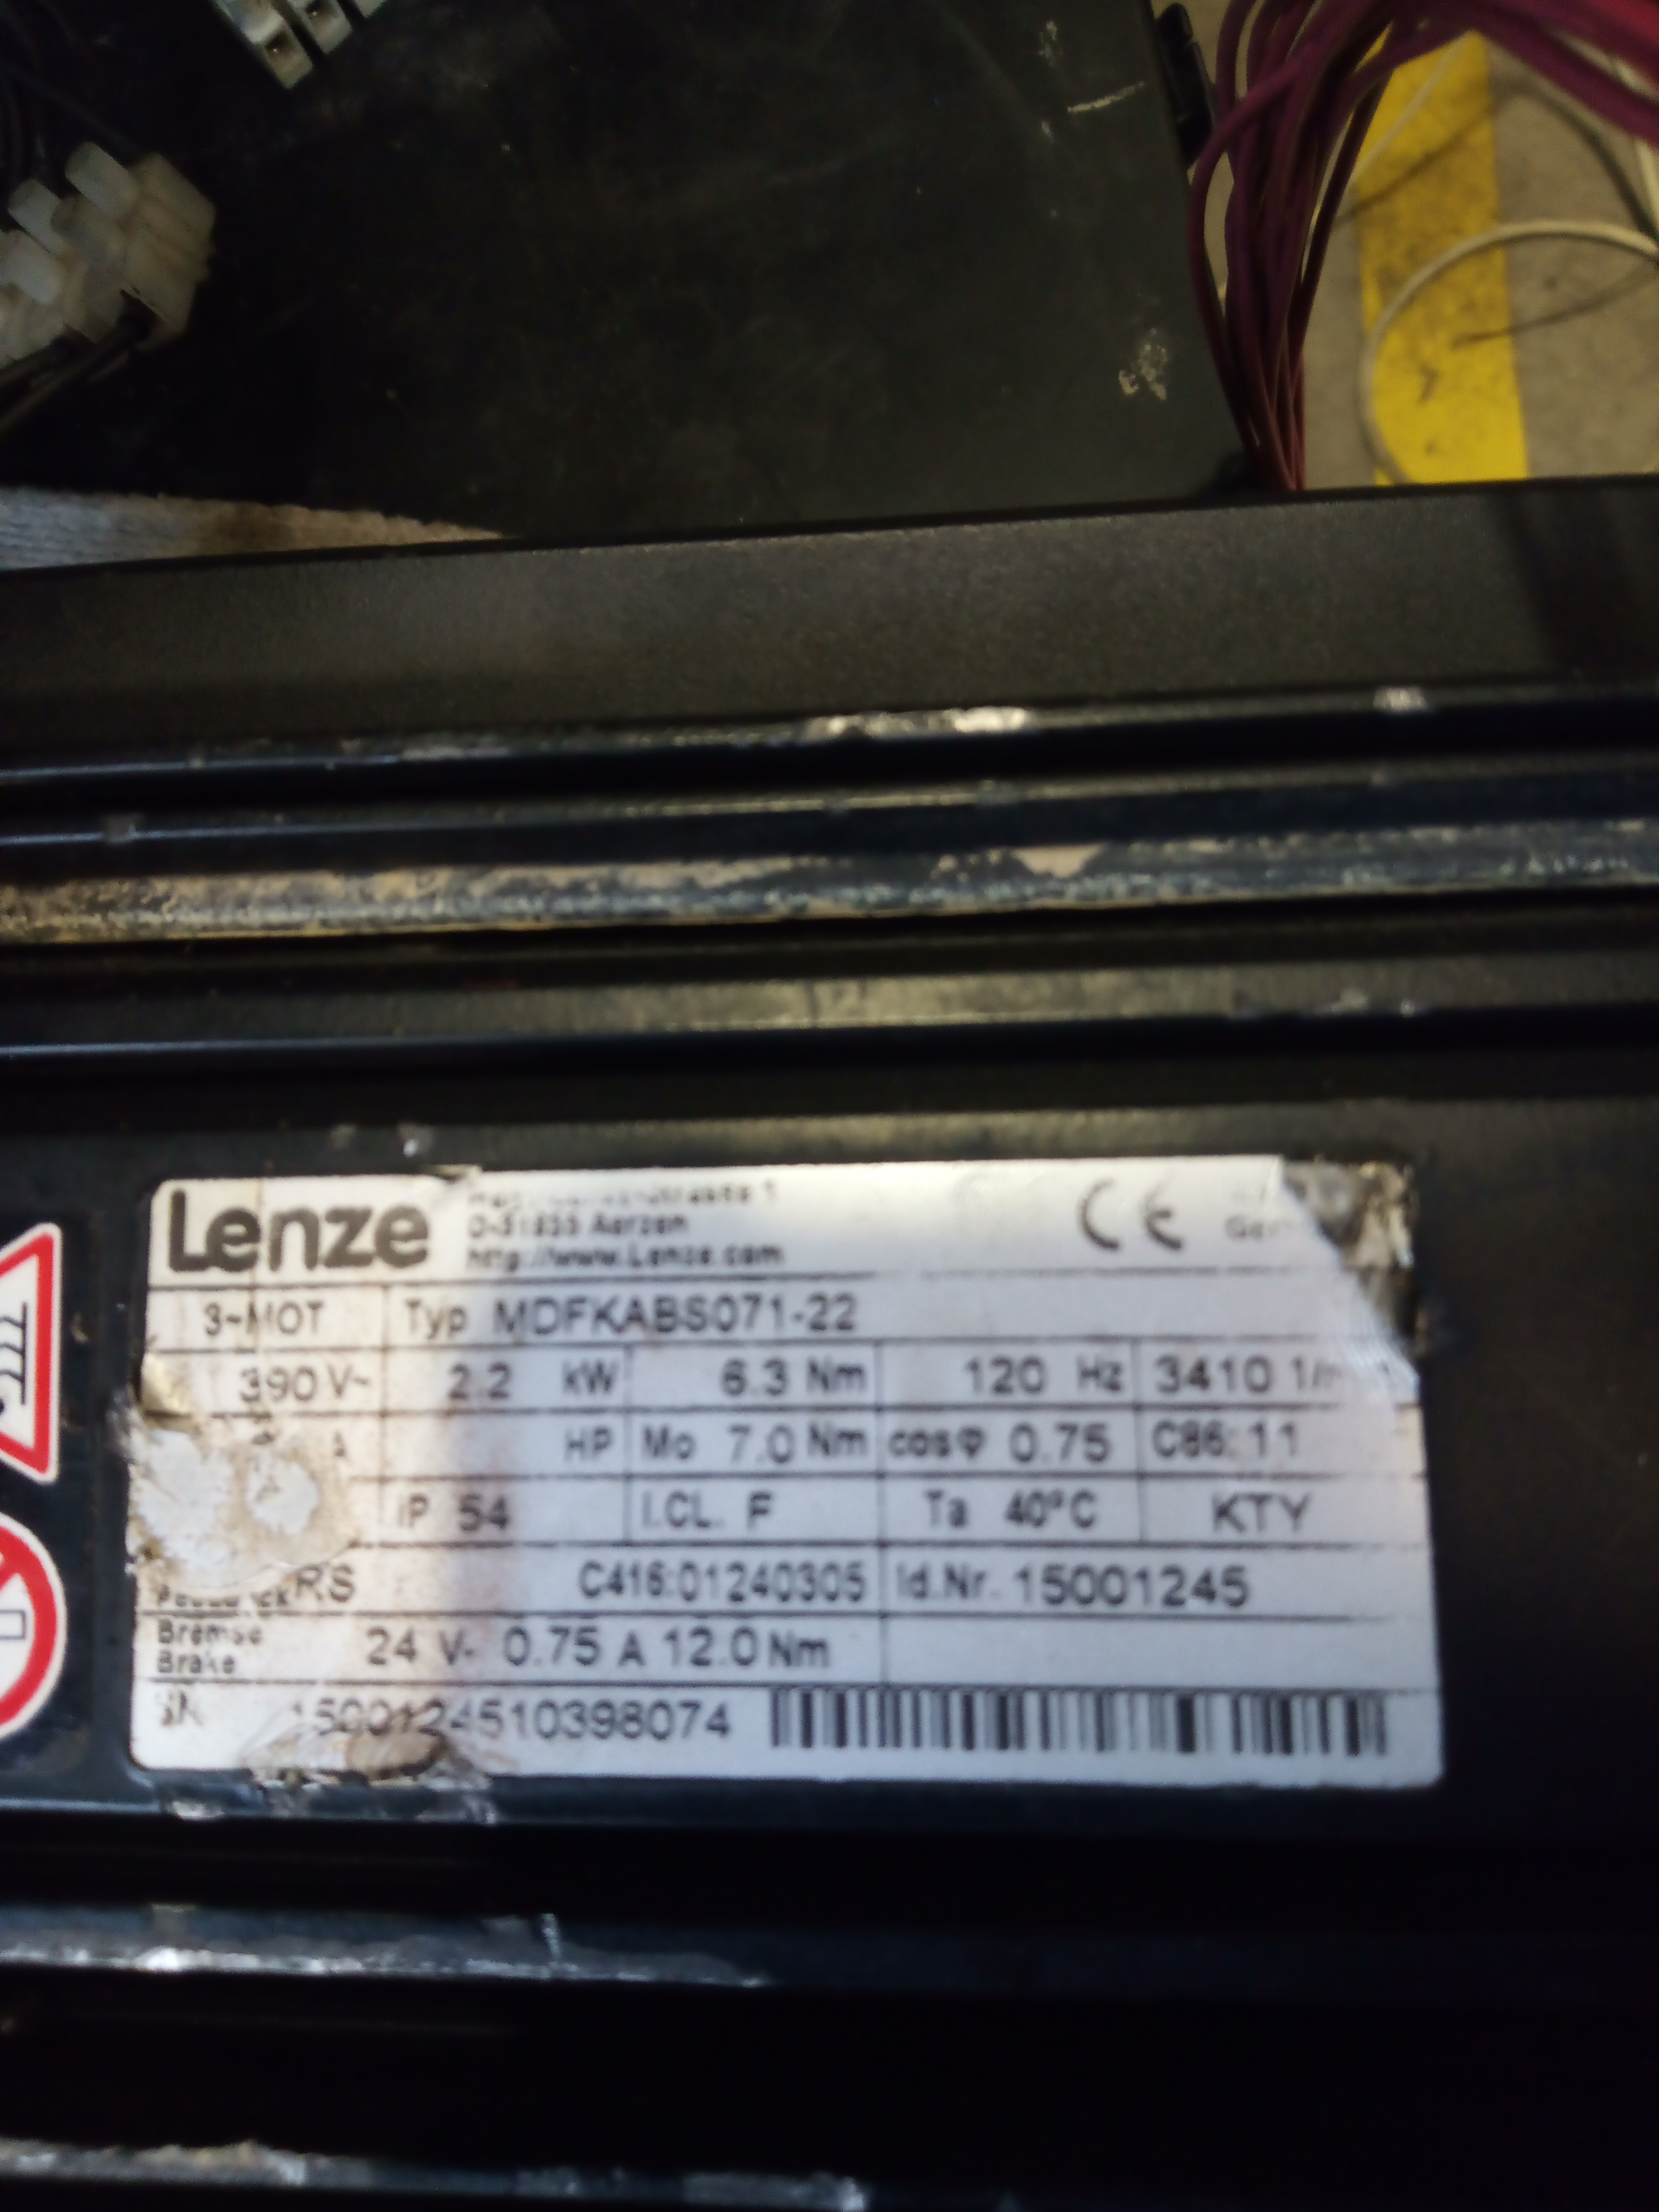 Lenze
D-31855 Aerzen
http://www.Lenze.com
CE
3~MOT Typ MDFKABS071-22
390 V~ 2.2 kW 6.3 Nm 120 Hz 3410
HP Mo 7.0 Nm cosφ 0.75 C86: 11
IP 54 I.CL. F Ta 40°C KTY
RS C416:01240305 Id.Nr. 15001245
Bremse
Brake 24 V- 0.75 A 12.0 Nm
1500124510398074